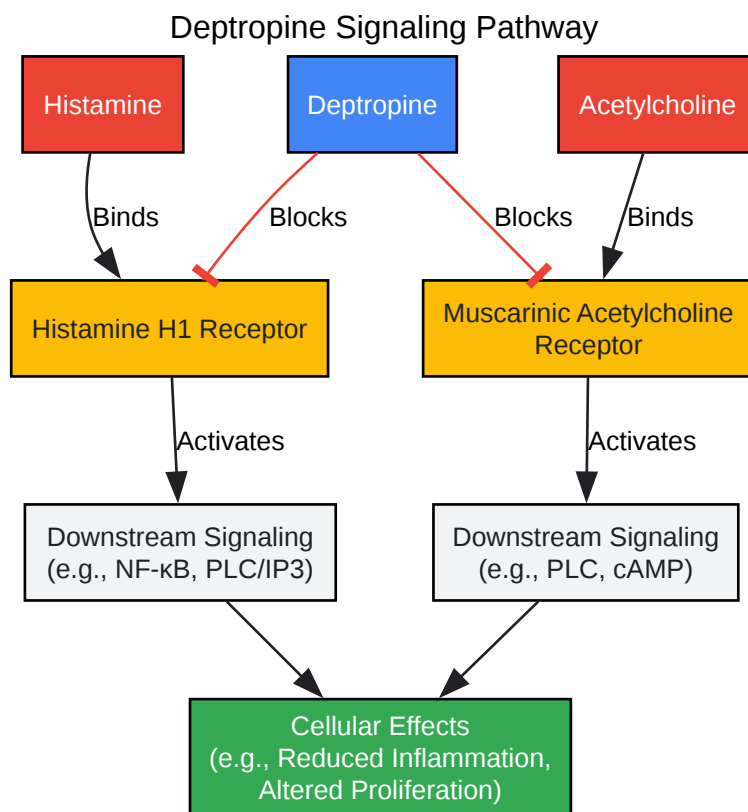 Deptropine Signaling Pathway
Histamine
Deptropine
Acetylcholine
Binds
Blocks
Blocks
Binds
Histamine H1 Receptor
Muscarinic Acetylcholine
Receptor
Activates
Activates
Downstream Signaling
(e.g., NF-κB, PLC/IP3)
Downstream Signaling
(e.g., PLC, cAMP)
Cellular Effects
(e.g., Reduced Inflammation,
Altered Proliferation)